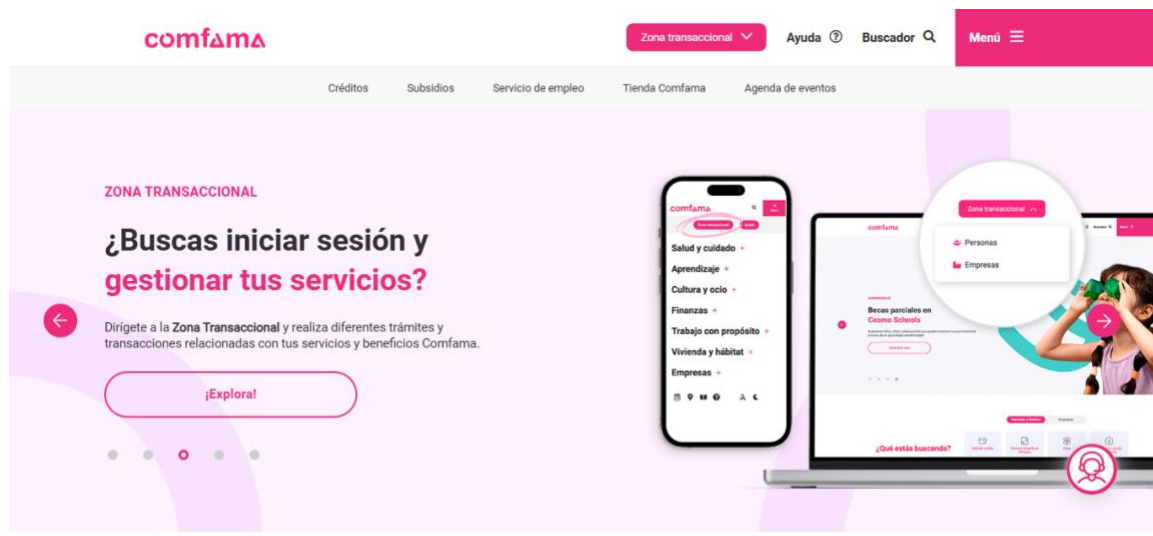 comfama
Zona transaccional
Ayuda
Buscador
Menú
Créditos
Subsidios
Servicio de empleo
Tienda Comfama
Agenda de eventos
ZONA TRANSACCIONAL
¿Buscas iniciar sesión y
gestionar tus servicios?
Dirígete a la Zona Transaccional y realiza diferentes trámites y
transacciones relacionadas con tus servicios y beneficios Comfama.
¡Explora!
comfama
Salud y cuidado +
Aprendizaje +
Cultura y ocio +
Finanzas +
Trabajo con propósito +
Vivienda y hábitat +
Empresas +
comfama
Zona transaccional
Personas
Empresas
Becas parciales en
Cosmo Schools
¿Qué estás buscando?